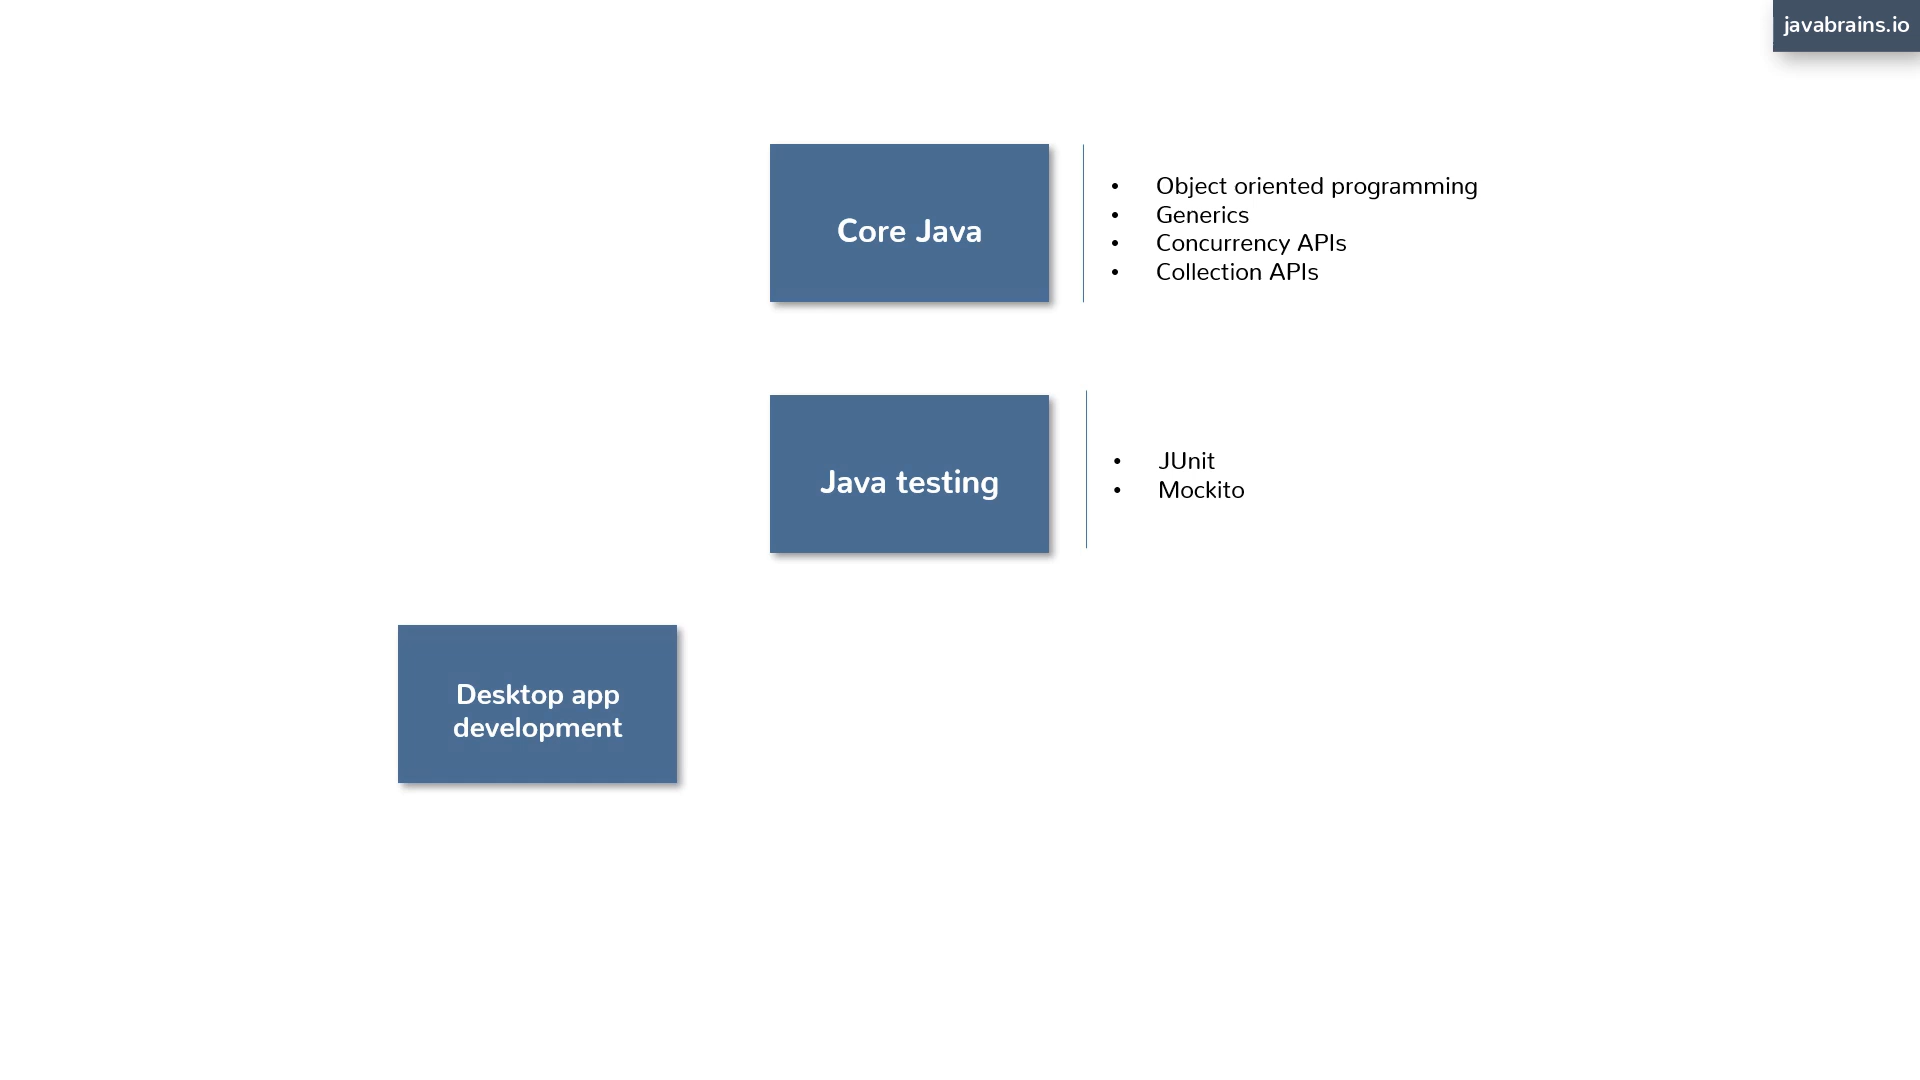 javabrains.io
Core Java
• Object oriented programming
• Generics
• Concurrency APIs
• Collection APIs
Java testing
• JUnit
• Mockito
Desktop app
development